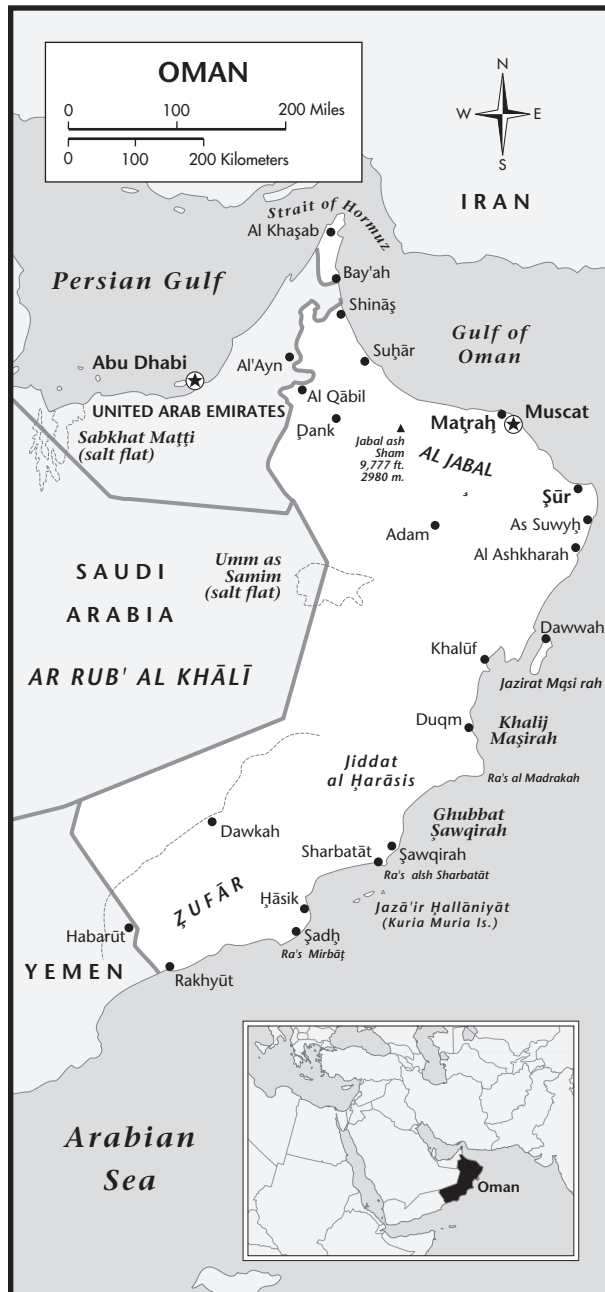 OMAN
0 100 200 Miles
0 100 200 Kilometers
N
W E
S
IRAN
Strait of Hormuz
Al Khaşab
Persian Gulf
Bay'ah
Shināş
Gulf of
Oman
Abu Dhabi
Al'Ayn
Suḩār
Al Qābil
UNITED ARAB EMIRATES
Maţraḩ
Muscat
Sabkhat Maţţi
(salt flat)
Ḑank
Jabal ash
Sham
9,777 ft.
2980 m.
AL JABAL
Şūr
As Suwyḩ
Adam
Al Ashkharah
SAUDI
ARABIA
Umm as
Samim
(salt flat)
Dawwah
Khalūf
AR RUB' AL KHĀLĪ
Jazirat Mąsi rah
Duqm
Khalij
Maşirah
Jiddat
al Ḩarāsis
Ra's al Madrakah
Ghubbat
Şawqirah
Dawkah
Sharbatāt
Şawqirah
Ra's alsh Sharbatāt
Z̧UFĀR
Ḩāsik
Jazā'ir Ḩallāniyāt
(Kuria Muria Is.)
Habarūt
Şadḩ
Ra's Mirbāţ
YEMEN
Rakhyūt
Arabian
Sea
Oman